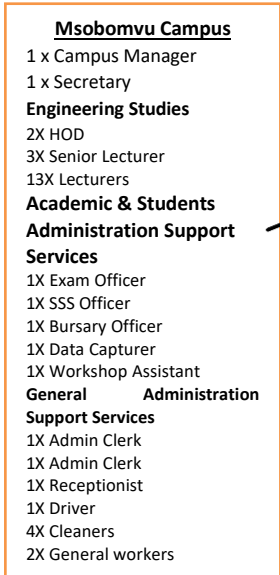 Msobomvu Campus
1 x Campus Manager
1 x Secretary
Engineering Studies
2X HOD
3X Senior Lecturer
13X Lecturers
Academic & Students
Administration Support
Services
1X Exam Officer
1X SSS Officer
1X Bursary Officer
1X Data Capturer
1X Workshop Assistant
General Administration
Support Services
1X Admin Clerk
1X Admin Clerk
1X Receptionist
1X Driver
4X Cleaners
2X General workers